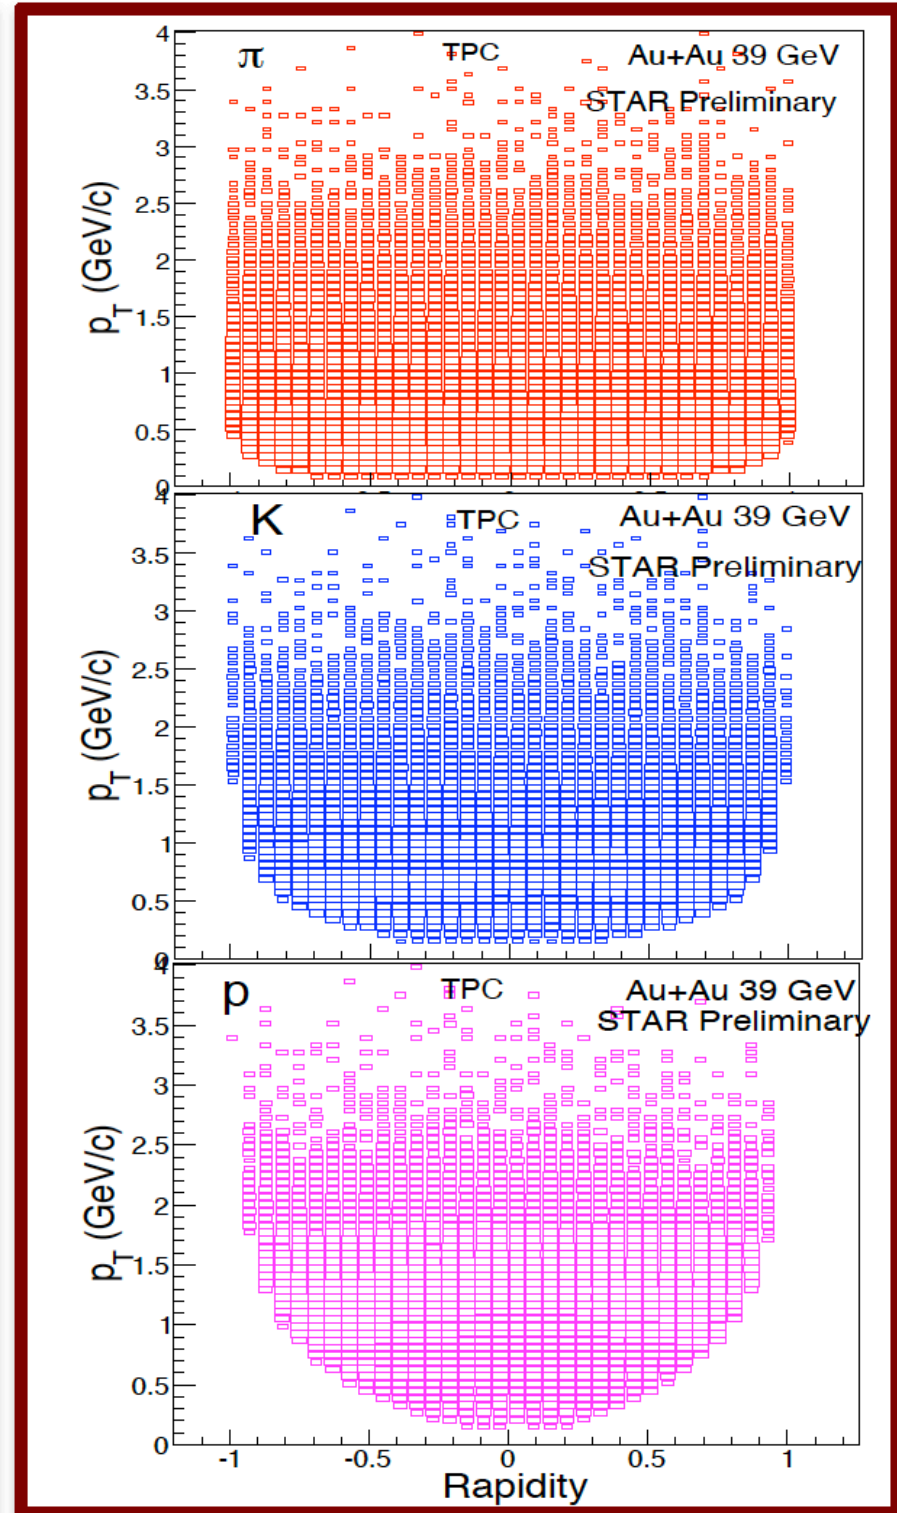 4
π
TPC
Au+Au 39 GeV
3.5
STAR Preliminary
3
2.5
2
1.5
1
0.5
0
p_T (GeV/c)
4
K
TPC
Au+Au 39 GeV
3.5
STAR Preliminary
3
2.5
2
1.5
1
0.5
p_T (GeV/c)
4
p
TPC
Au+Au 39 GeV
STAR Preliminary
3.5
3
2.5
2
1.5
1
0.5
0
p_T (GeV/c)
-1 -0.5 0 0.5 1
Rapidity